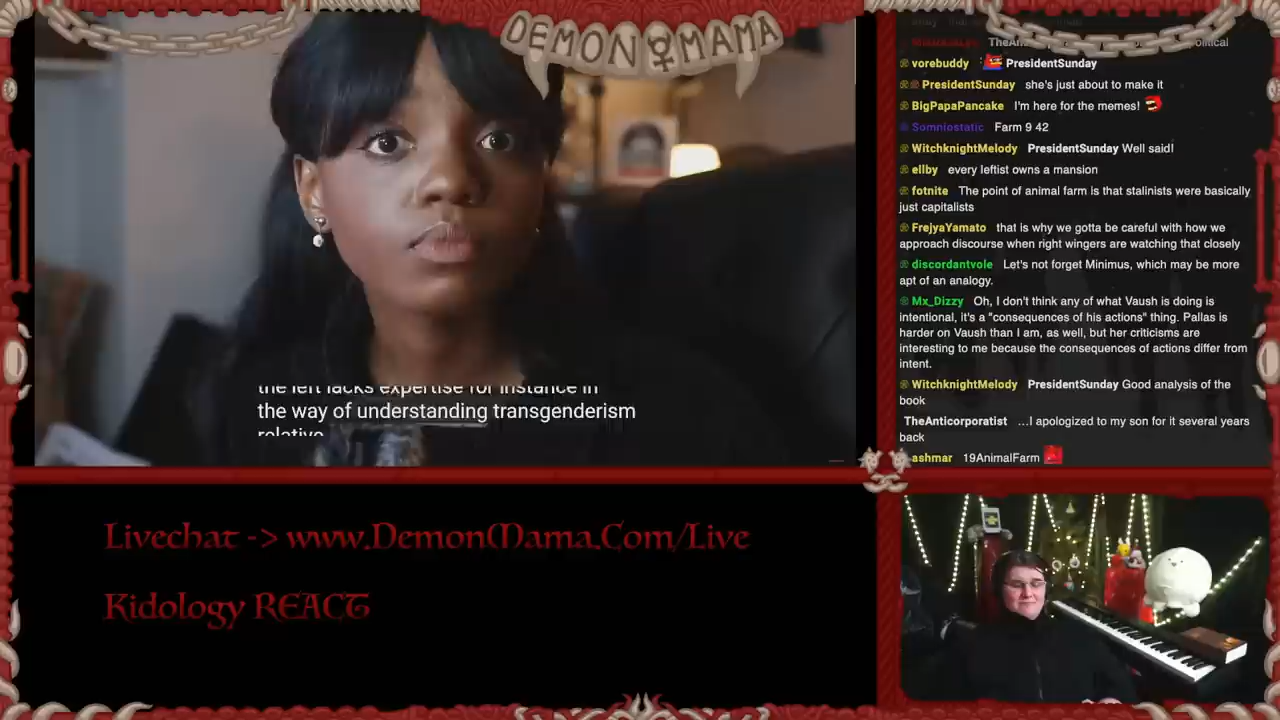 DEMON MAMA
the left lacks expertise for instance in
the way of understanding transgenderism
relative
vorebuddy : PresidentSunday
PresidentSunday she's just about to make it
BigPapaPancake I'm here for the memes!
Somniostatic Farm 9 42
WitchknightMelody PresidentSunday Well said!
ellby every leftist owns a mansion
fotnite The point of animal farm is that stalinists were basically
just capitalists
FrejyaYamato that is why we gotta be careful with how we
approach discourse when right wingers are watching that closely
discordantvole Let's not forget Minimus, which may be more
apt of an analogy.
Mx_Dizzy Oh, I don't think any of what Vaush is doing is
intentional, it's a "consequences of his actions" thing. Pallas is
harder on Vaush than I am, as well, but her criticisms are
interesting to me because the consequences of actions differ from
intent.
WitchknightMelody PresidentSunday Good analysis of the
book
TheAnticorporatist ...I apologized to my son for it several years
back
ashmar 19AnimalFarm
Livechat -> www.DemonMama.Com/Live
Kidology REACT